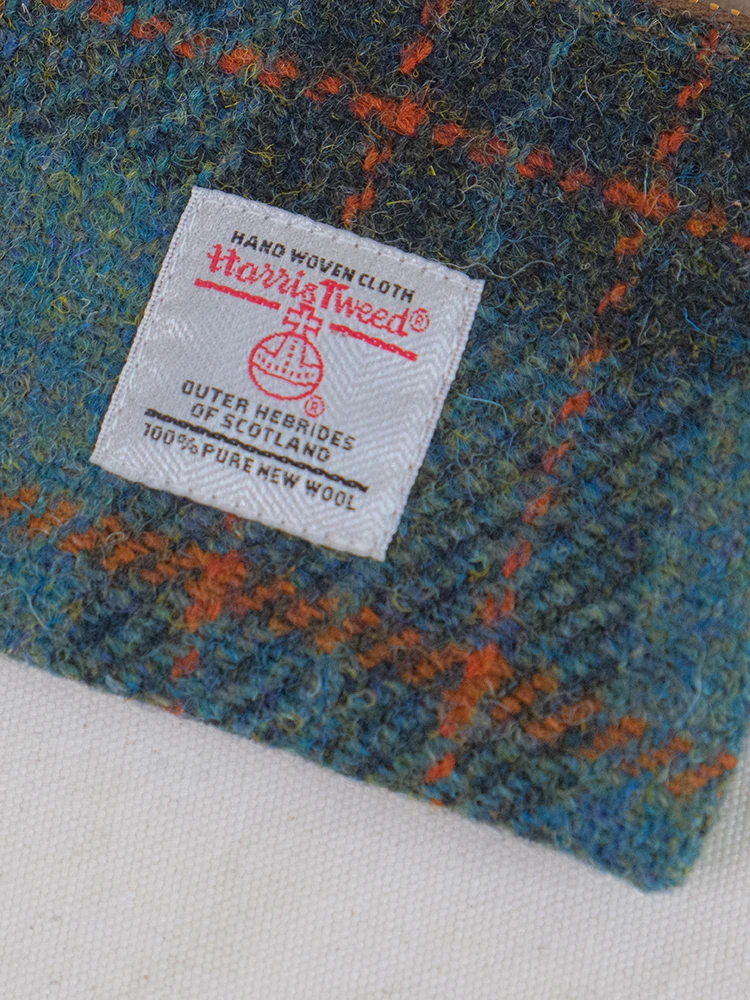 HAND WOVEN CLOTH
Harris Tweed®
®
OUTER HEBRIDES
OF SCOTLAND
100% PURE NEW WOOL